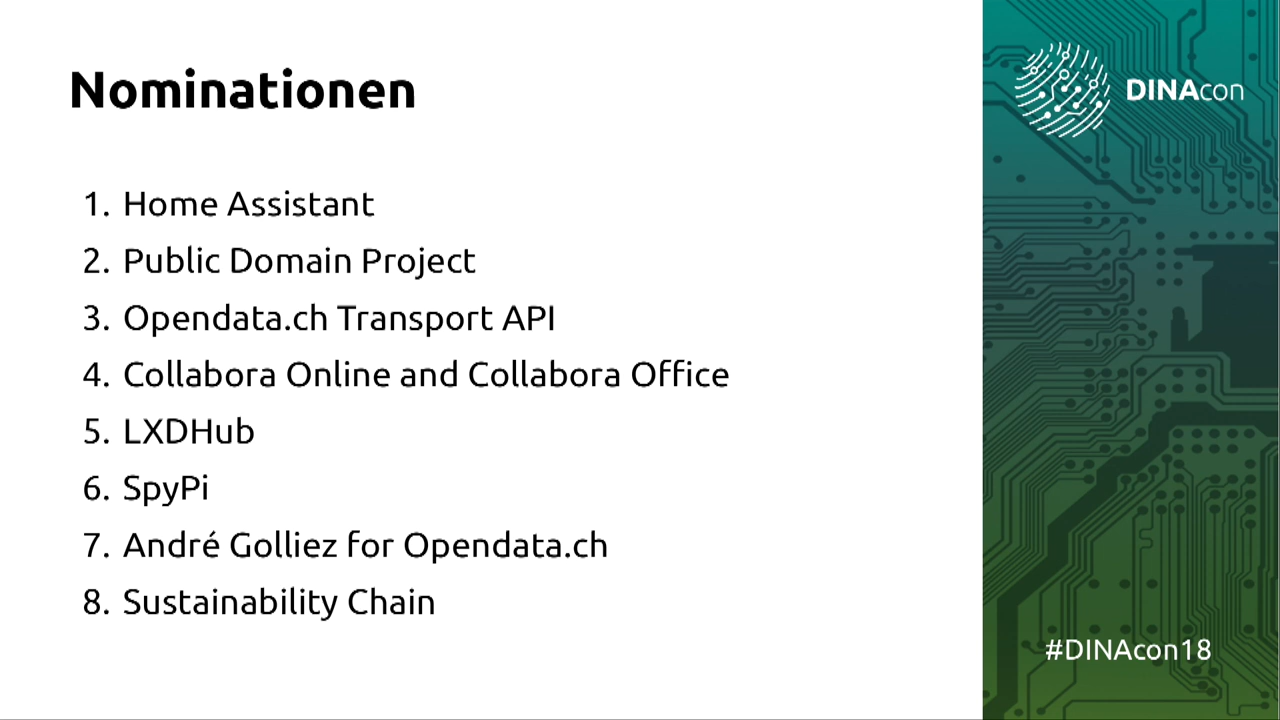 Nominationen
1. Home Assistant
2. Public Domain Project
3. Opendata.ch Transport API
4. Collabora Online and Collabora Office
5. LXDHub
6. SpyPi
7. André Golliez for Opendata.ch
8. Sustainability Chain
DINAcon
#DINAcon18